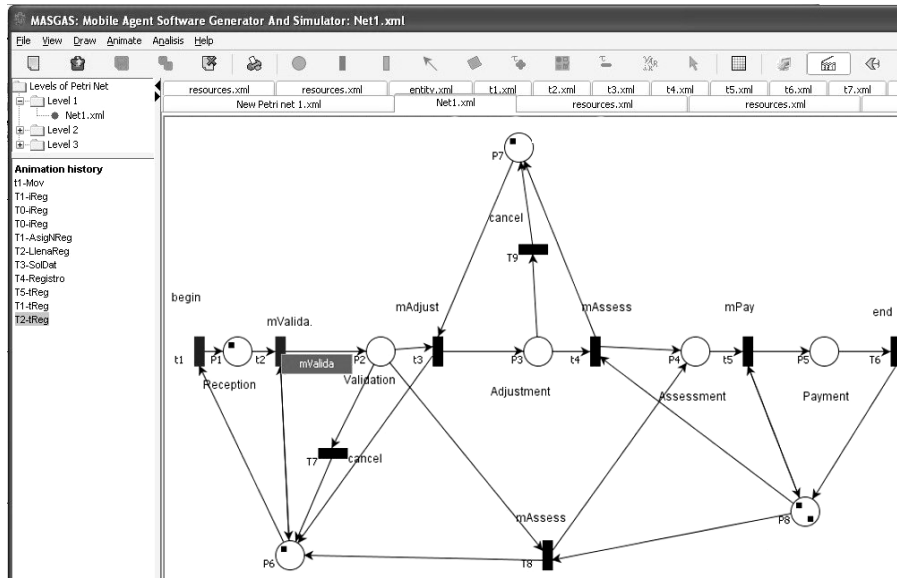 MASGAS: Mobile Agent Software Generator And Simulator: Net1.xml
File View Draw Animate Analisis Help
Levels of Petri Net
Level 1
Net1.xml
Level 2
Level 3
resources.xml resources.xml entity.xml t1.xml t2.xml t3.xml t4.xml t5.xml t6.xml t7.xml
New Petri net 1.xml Net1.xml resources.xml resources.xml
Animation history
t1-Mov
T1-iReg
T0-iReg
T0-iReg
T1-AsigNReg
T2-LlenaReg
T3-SolDat
T4-Registro
T5-tReg
T1-tReg
T2-tReg
P7
cancel
T9
begin
mValida.
mAdjust
mAssess
mPay
end
t1 P1 t2 P2 t3 P3 t4 P4 t5 P5 T6
mValida
Reception
Validation
Adjustment
Assessment
Payment
T7 cancel
mAssess
P8
P6
T8